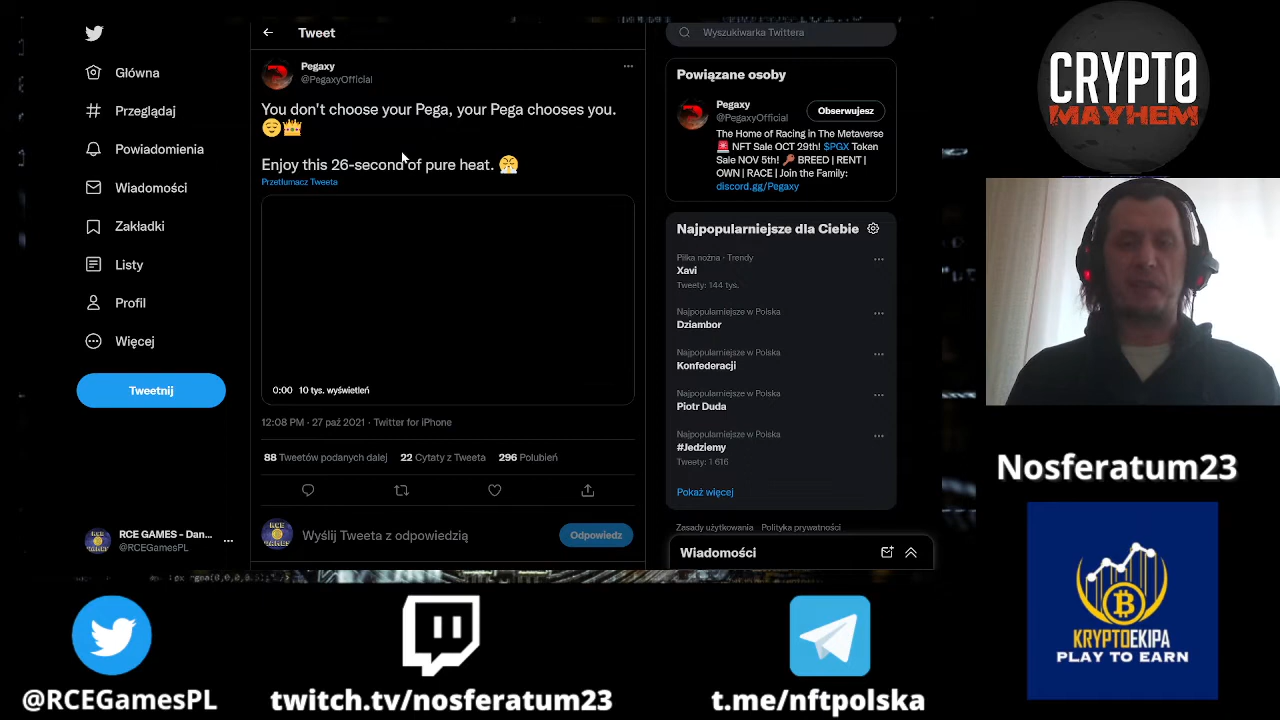 Główna
Przeglądaj
Powiadomienia
Wiadomości
Zakładki
Listy
Profil
Więcej
Tweetnij
RCE GAMES - Dan...
@RCEGamesPL
Tweet
Pegaxy
@PegaxyOfficial
You don't choose your Pega, your Pega chooses you.
😌👑
Enjoy this 26-second of pure heat. 😤
Przetłumacz Tweeta
0:00 10 tys. wyświetleń
12:08 PM · 27 paź 2021 · Twitter for iPhone
88 Tweetów podanych dalej 22 Cytaty z Tweeta 296 Polubień
Wyślij Tweeta z odpowiedzią
Odpowiedz
Wyszukiwarka Twittera
Powiązane osoby
Pegaxy
@PegaxyOfficial
Obserwujesz
The Home of Racing in The Metaverse
🚨 NFT Sale OCT 29th! $PGX Token
Sale NOV 5th! 🔑 BREED | RENT |
OWN | RACE | Join the Family:
discord.gg/Pegaxy
Najpopularniejsze dla Ciebie
Piłka nożna · Trendy
Xavi
Tweety: 144 tys.
Najpopularniejsze w Polska
Dziambor
Najpopularniejsze w Polska
Konfederacji
Najpopularniejsze w Polska
Piotr Duda
Najpopularniejsze w Polska
#Jedziemy
Tweety: 1 616
Pokaż więcej
Zasady użytkowania Polityka prywatności
Wiadomości
CRYPTO
MAYHEM
Nosferatum23
KRYPTOEKIPA
PLAY TO EARN
@RCEGamesPL
twitch.tv/nosferatum23
t.me/nftpolska